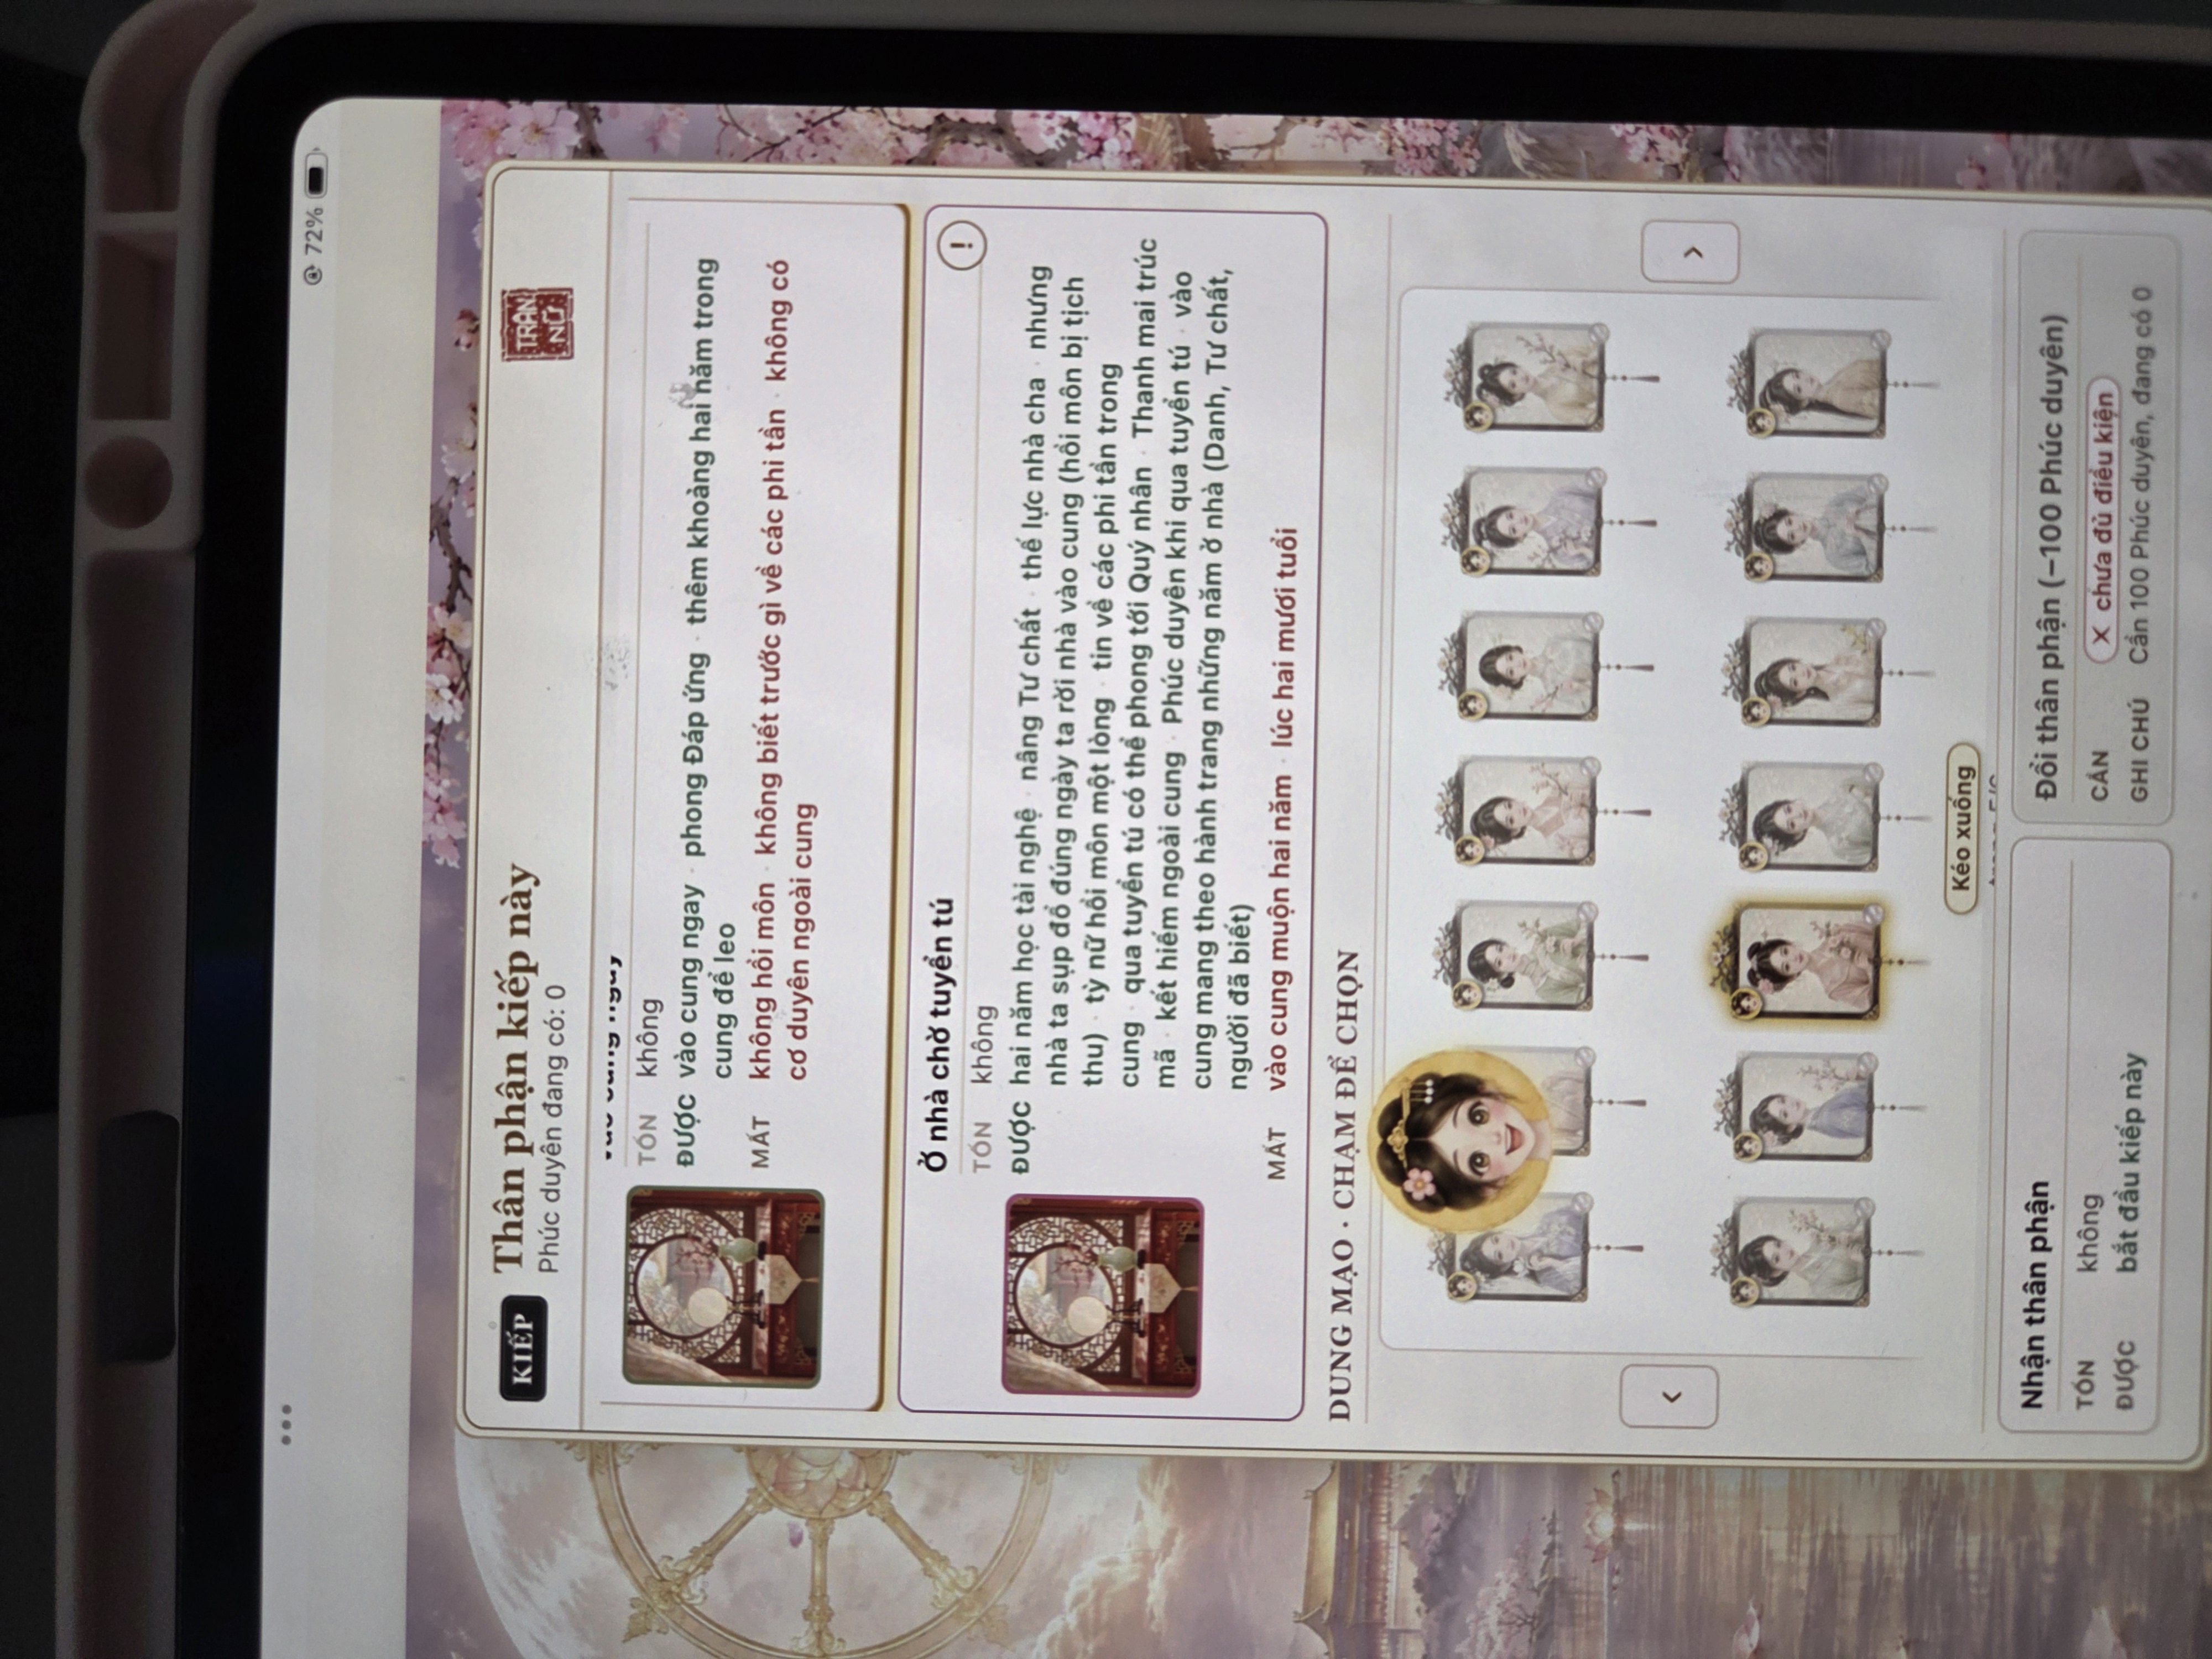 72%
KIẾP
Thân phận kiếp này
Phúc duyên đang có: 0
TRÂN
NỮ
vào cung ngay
TỐN không
ĐƯỢC vào cung ngay · phong Đáp ứng · thêm khoảng hai năm trong
cung để leo
MẤT không hồi môn · không biết trước gì về các phi tần · không có
cơ duyên ngoài cung
Ở nhà chờ tuyển tú
!
TỐN không
ĐƯỢC hai năm học tài nghệ · nâng Tư chất · thế lực nhà cha · nhưng
nhà ta sụp đổ đúng ngày ta rời nhà vào cung (hồi môn bị tịch
thu) · tỳ nữ hồi môn một lòng · tin về các phi tần trong
cung · qua tuyển tú có thể phong tới Quý nhân · Thanh mai trúc
mã · kết hiếm ngoài cung · Phúc duyên khi qua tuyển tú · vào
cung mang theo hành trang những năm ở nhà (Danh, Tư chất,
người đã biết)
MẤT vào cung muộn hai năm · lúc hai mươi tuổi
DUNG MẠO · CHẠM ĐỂ CHỌN
Kéo xuống
Nhận thân phận
TỐN không
ĐƯỢC bắt đầu kiếp này
Đổi thân phận (–100 Phúc duyên)
CẦN X chưa đủ điều kiện
GHI CHÚ Cần 100 Phúc duyên, đang có 0